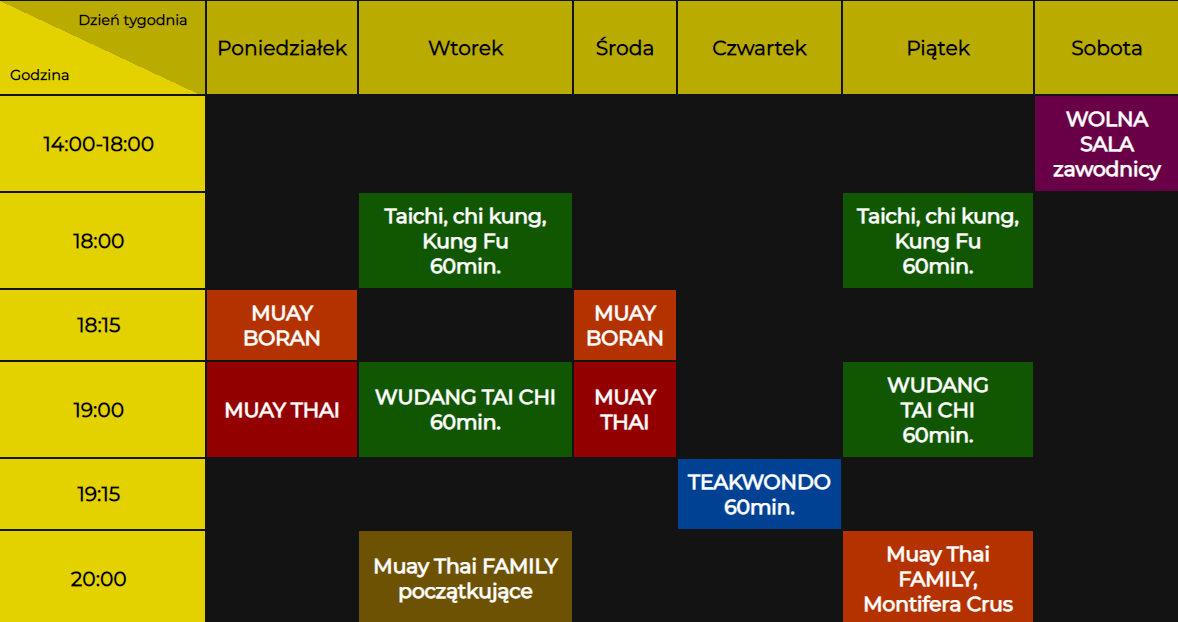 Dzień tygodnia
Godzina
Poniedziałek
Wtorek
Środa
Czwartek
Piątek
Sobota
14:00-18:00
WOLNA
SALA
zawodnicy
18:00
Taichi, chi kung,
Kung Fu
60min.
Taichi, chi kung,
Kung Fu
60min.
18:15
MUAY
BORAN
MUAY
BORAN
19:00
MUAY THAI
WUDANG TAI CHI
60min.
MUAY
THAI
WUDANG
TAI CHI
60min.
19:15
TEAKWONDO
60min.
20:00
Muay Thai FAMILY
początkujące
Muay Thai
FAMILY,
Montifera Crus